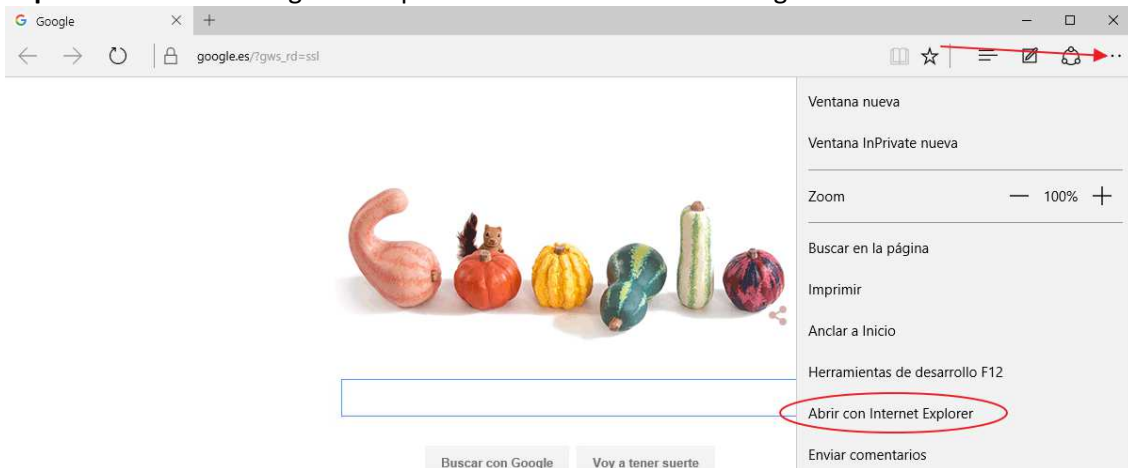 Google
google.es/?gws_rd=ssl
Ventana nueva
Ventana InPrivate nueva
Zoom
100%
Buscar en la página
Imprimir
Anclar a Inicio
Herramientas de desarrollo F12
Abrir con Internet Explorer
Enviar comentarios
Buscar con Google
Voy a tener suerte